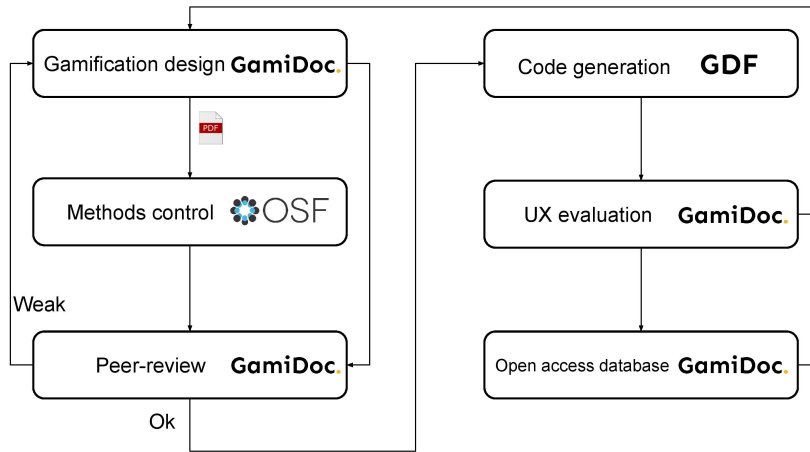 Gamification design GamiDoc.
PDF
Methods control OSF
Weak
Peer-review GamiDoc.
Ok
Code generation GDF
UX evaluation GamiDoc.
Open access database GamiDoc.